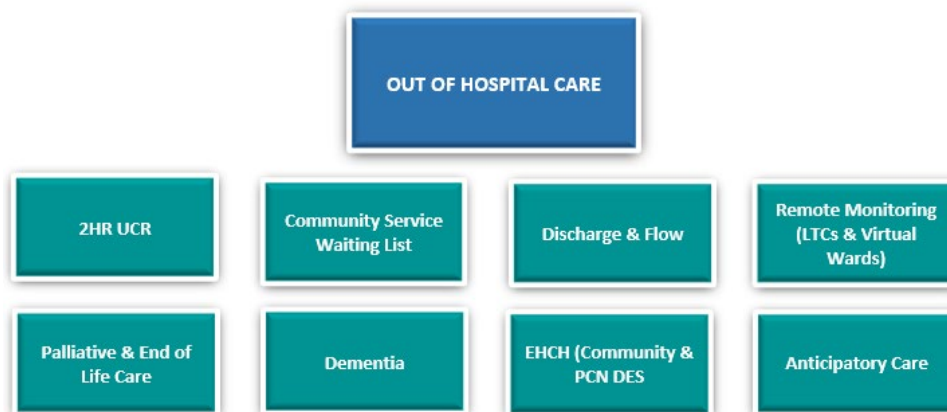 OUT OF HOSPITAL CARE
2HR UCR
Community Service
Waiting List
Discharge & Flow
Remote Monitoring
(LTCs & Virtual
Wards)
Palliative & End of
Life Care
Dementia
EHCH (Community &
PCN DES
Anticipatory Care